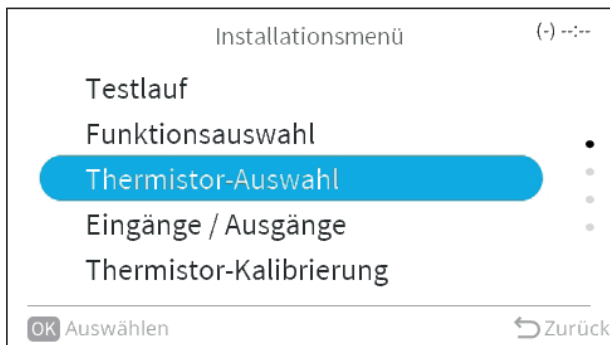 Installationsmenü (-) --:--
Testlauf
Funktionsauswahl
Thermistor-Auswahl
Eingänge / Ausgänge
Thermistor-Kalibrierung
OK Auswählen Zurück